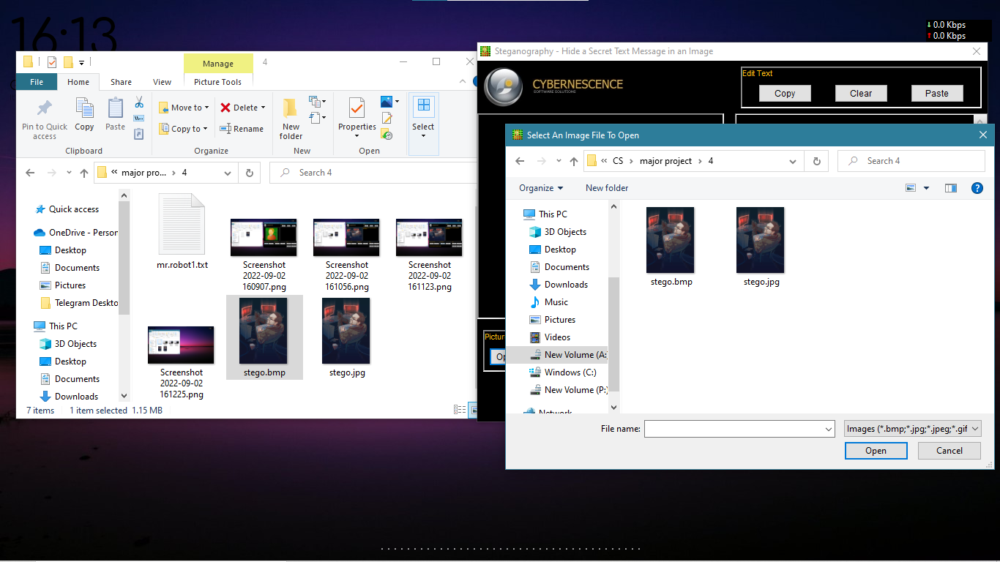 16:13
0.0 Kbps
0.0 Kbps
Manage
4
File
Home
Share
View
Picture Tools
Pin to Quick access
Copy
Paste
Move to
Copy to
Delete
Rename
New folder
Properties
Select
Clipboard
Organize
New
Open
« major pro... > 4
Search 4
Quick access
OneDrive - Person
Desktop
Documents
Pictures
Telegram Deskto
This PC
3D Objects
Desktop
Documents
Downloads
mr.robot1.txt
Screenshot
2022-09-02
160907.png
Screenshot
2022-09-02
161056.png
Screenshot
2022-09-02
161123.png
Screenshot
2022-09-02
161225.png
stego.bmp
stego.jpg
7 items
1 item selected 1.15 MB
Steganography - Hide a Secret Text Message in an Image
CYBERNESCENCE
SOFTWARE SOLUTIONS
Edit Text
Copy
Clear
Paste
Picture
Op
Select An Image File To Open
« CS > major project > 4
Search 4
Organize
New folder
This PC
3D Objects
Desktop
Documents
Downloads
Music
Pictures
Videos
New Volume (A:)
Windows (C:)
New Volume (P:)
Network
stego.bmp
stego.jpg
File name:
Images (*.bmp;*.jpg;*.jpeg;*.gif
Open
Cancel